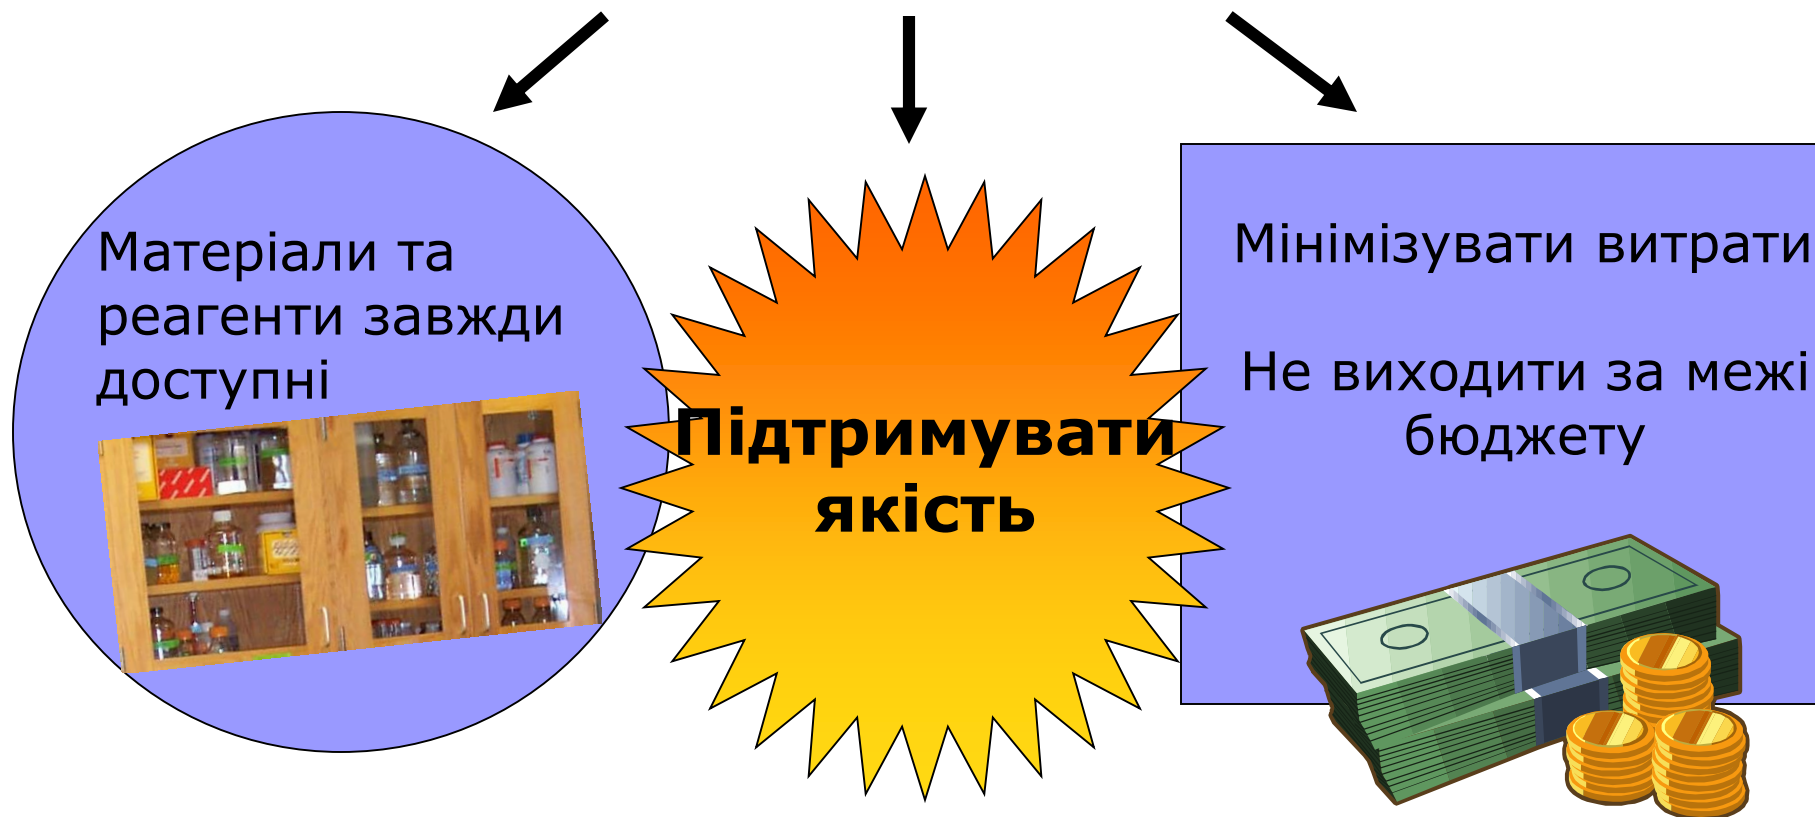 Матеріали та
реагенти завжди
доступні
Підтримувати
якість
Мінімізувати витрати
Не виходити за межі
бюджету